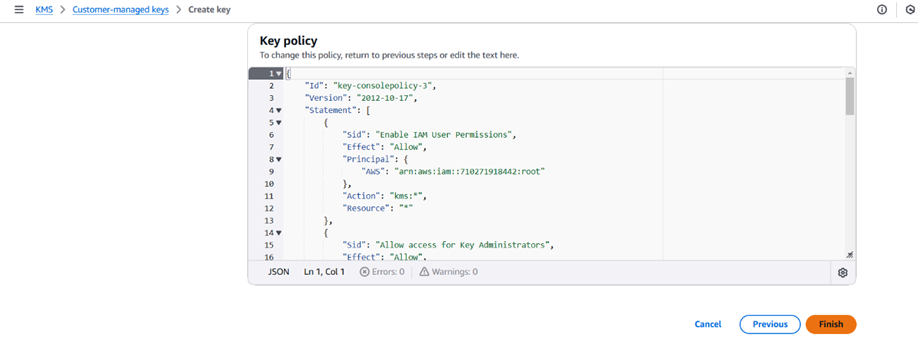 KMS > Customer-managed keys > Create key
Key policy
To change this policy, return to previous steps or edit the text here.
1 {
2 "Id": "key-consolepolicy-3",
3 "Version": "2012-10-17",
4 "Statement": [
5 {
6 "Sid": "Enable IAM User Permissions",
7 "Effect": "Allow",
8 "Principal": {
9 "AWS": "arn:aws:iam::710271918442:root"
10 },
11 "Action": "kms:*",
12 "Resource": "*"
13 },
14 {
15 "Sid": "Allow access for Key Administrators",
16 "Effect": "Allow",
JSON Ln 1, Col 1 Errors: 0 Warnings: 0
Cancel Previous Finish